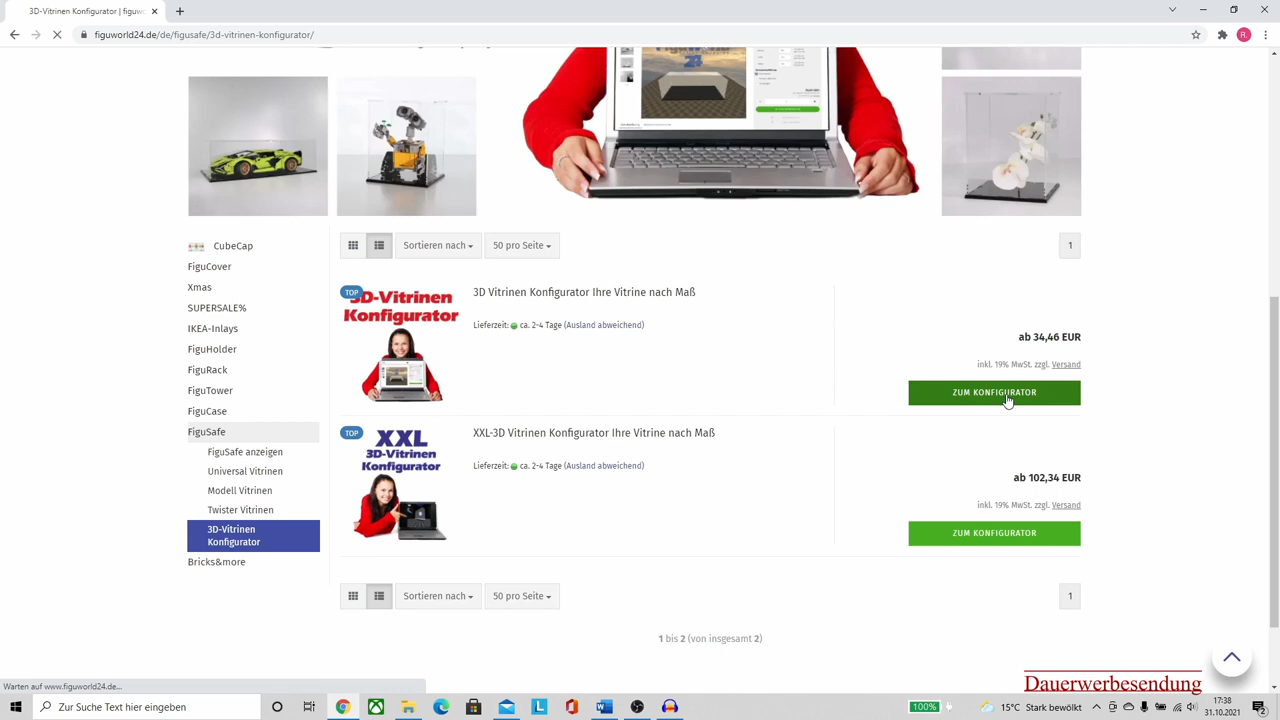 3D-Vitrinen Konfigurator |
R.
figuworld24.de/de/figusafe/3d-vitrinen-konfigurator/
CubeCap
FiguCover
Xmas
SUPERSALE%
IKEA-Inlays
FiguHolder
FiguRack
FiguTower
FiguCase
FiguSafe
FiguSafe anzeigen
Universal Vitrinen
Modell Vitrinen
Twister Vitrinen
3D-Vitrinen
Konfigurator
Bricks&more
Sortieren nach
50 pro Seite
1
TOP
3D-Vitrinen
Konfigurator
3D Vitrinen Konfigurator Ihre Vitrine nach Maß
Lieferzeit: ca. 2-4 Tage (Ausland abweichend)
ab 34,46 EUR
inkl. 19% MwSt. zzgl. Versand
ZUM KONFIGURATOR
TOP
XXL
3D-Vitrinen
Konfigurator
XXL-3D Vitrinen Konfigurator Ihre Vitrine nach Maß
Lieferzeit: ca. 2-4 Tage (Ausland abweichend)
ab 102,34 EUR
inkl. 19% MwSt. zzgl. Versand
ZUM KONFIGURATOR
Sortieren nach
50 pro Seite
1
1 bis 2 (von insgesamt 2)
Dauerwerbesendung
Warten auf www.figuworld24.de...
Zur Suche Text hier eingeben
100%
15°C Stark bewölkt
17:38
31.10.2021